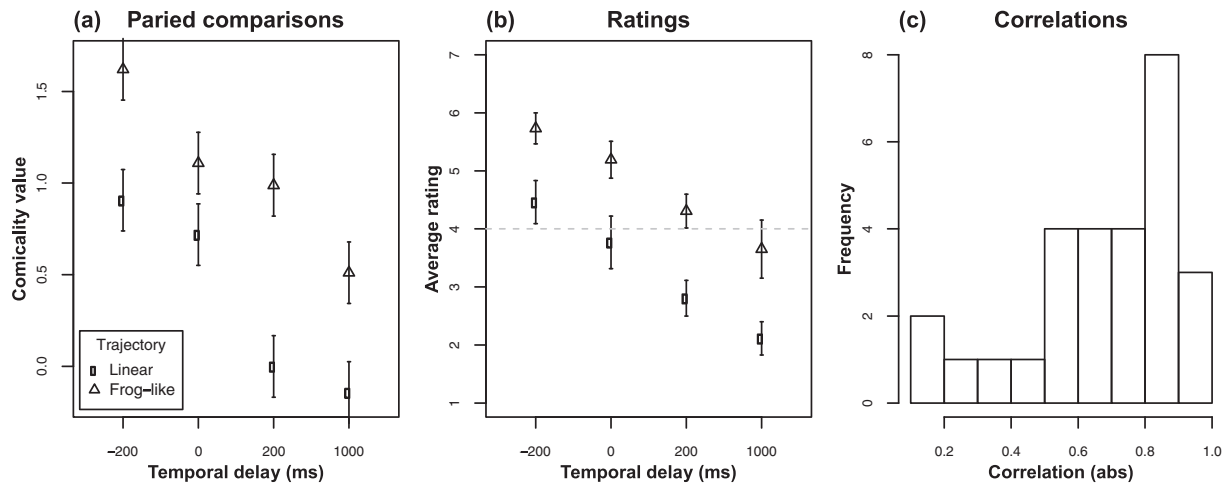 (a) Paried comparisons
Comicality value
1.5
1.0
0.5
0.0
Trajectory
Linear
Frog−like
−200 0 200 1000
Temporal delay (ms)
(b) Ratings
Average rating
7
6
5
4
3
2
1
−200 0 200 1000
Temporal delay (ms)
(c) Correlations
Frequency
8
6
4
2
0
0.2 0.4 0.6 0.8 1.0
Correlation (abs)